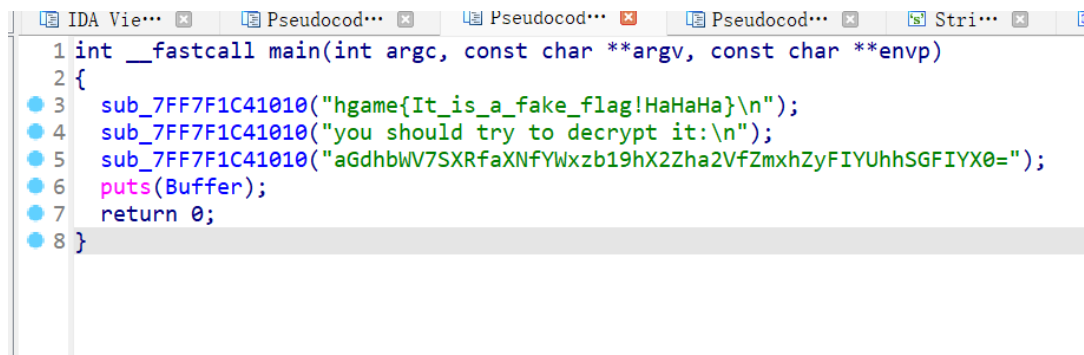 IDA Vie… Pseudocod… Pseudocod… Pseudocod… Stri…
1 int __fastcall main(int argc, const char **argv, const char **envp)
2 {
3 sub_7FF7F1C41010("hgame{It_is_a_fake_flag!HaHaHa}\n");
4 sub_7FF7F1C41010("you should try to decrypt it:\n");
5 sub_7FF7F1C41010("aGdhbWV7SXRfaXNfYWxzb19hX2Zha2VfZmxhZyFIYUhhSGFIYX0=");
6 puts(Buffer);
7 return 0;
8 }